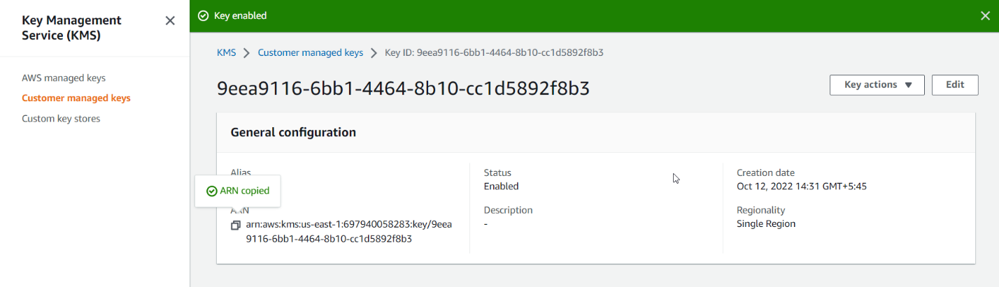 Key Management
Service (KMS)
AWS managed keys
Customer managed keys
Custom key stores
Key enabled
KMS Customer managed keys Key ID: 9eea9116-6bb1-4464-8b10-cc1d5892f8b3
9eea9116-6bb1-4464-8b10-cc1d5892f8b3
Key actions
Edit
General configuration
Alias
ARN copied
ARN
arn:aws:kms:us-east-1:697940058283:key/9eea
9116-6bb1-4464-8b10-cc1d5892f8b3
Status
Enabled
Description
-
Creation date
Oct 12, 2022 14:31 GMT+5:45
Regionality
Single Region